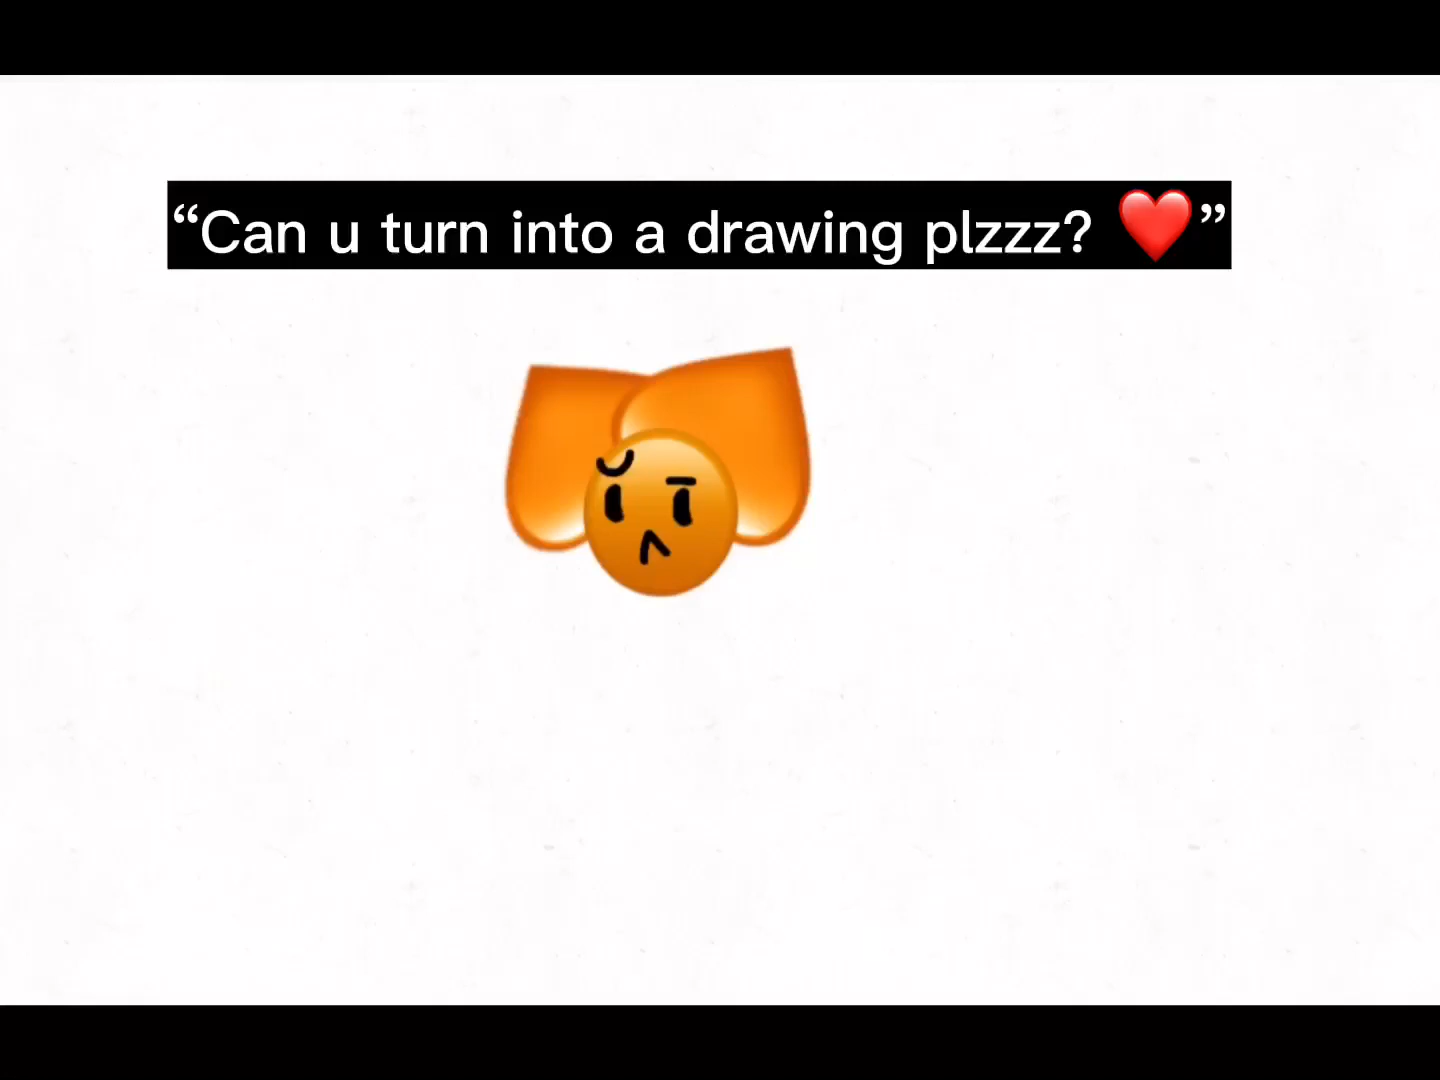 “Can u turn into a drawing plzzz? ❤️”